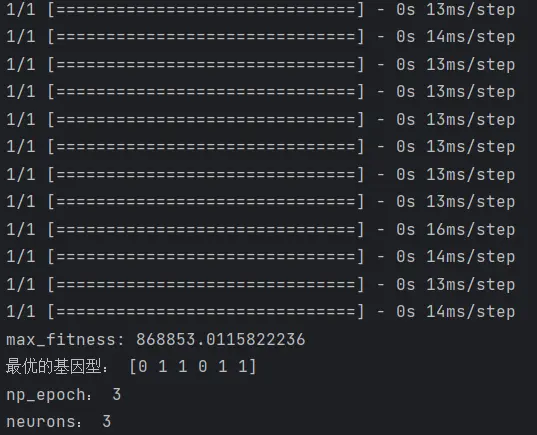 1/1 [==============================] - 0s 13ms/step
1/1 [==============================] - 0s 14ms/step
1/1 [==============================] - 0s 13ms/step
1/1 [==============================] - 0s 13ms/step
1/1 [==============================] - 0s 13ms/step
1/1 [==============================] - 0s 13ms/step
1/1 [==============================] - 0s 13ms/step
1/1 [==============================] - 0s 13ms/step
1/1 [==============================] - 0s 16ms/step
1/1 [==============================] - 0s 14ms/step
1/1 [==============================] - 0s 13ms/step
1/1 [==============================] - 0s 14ms/step
max_fitness: 868853.0115822236
最优的基因型: [0 1 1 0 1 1]
np_epoch: 3
neurons: 3